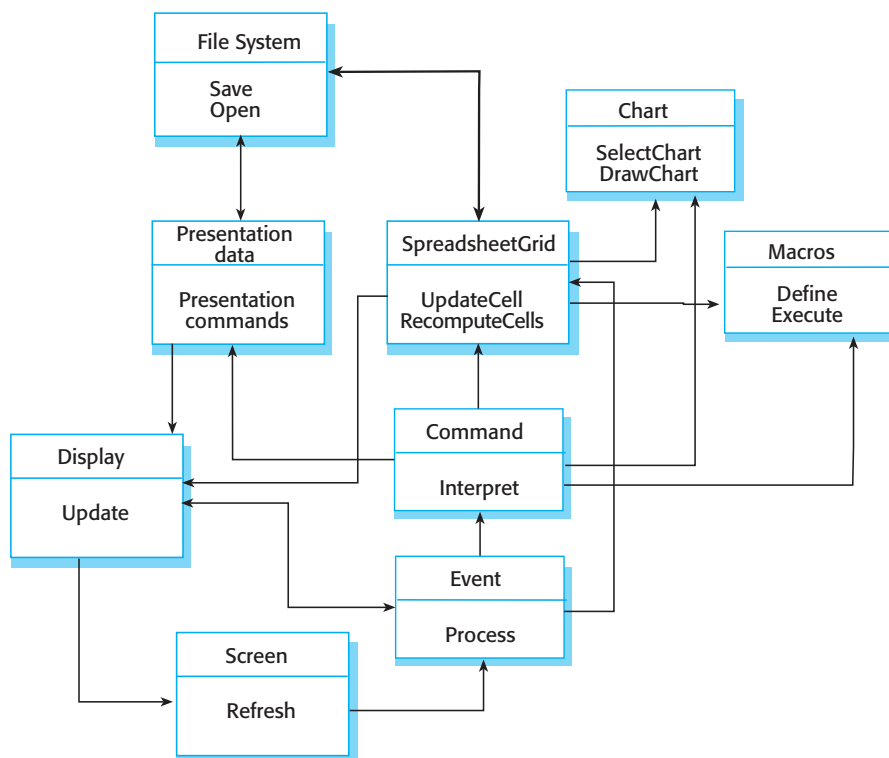 File System
Save
Open
Chart
SelectChart
DrawChart
Presentation
data
Presentation
commands
SpreadsheetGrid
UpdateCell
RecomputeCells
Macros
Define
Execute
Command
Interpret
Display
Update
Event
Process
Screen
Refresh